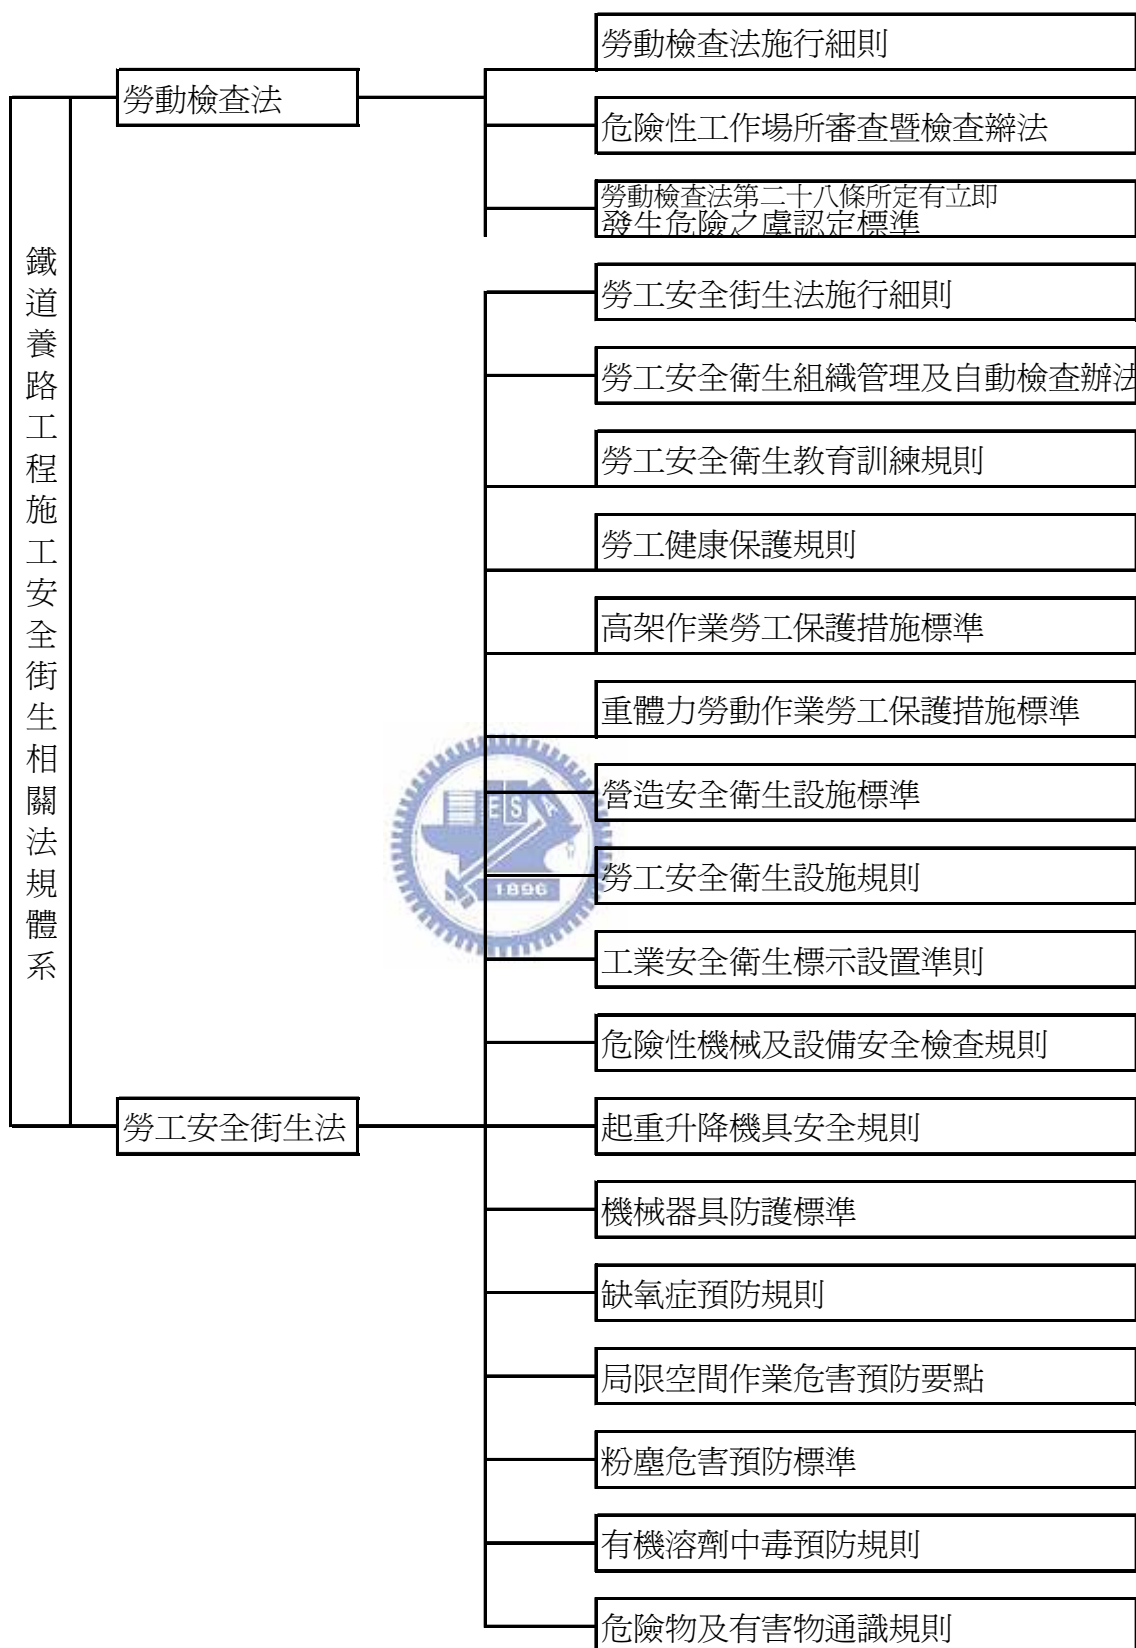 鐵道養路工程施工安全街生相關法規體系
勞動檢查法
勞動檢查法施行細則
危險性工作場所審查暨檢查辦法
勞動檢查法第二十八條所定有立即
發生危險之虞認定標準
勞工安全街生法
勞工安全街生法施行細則
勞工安全衛生組織管理及自動檢查辦法
勞工安全衛生教育訓練規則
勞工健康保護規則
高架作業勞工保護措施標準
重體力勞動作業勞工保護措施標準
營造安全衛生設施標準
勞工安全衛生設施規則
工業安全衛生標示設置準則
危險性機械及設備安全檢查規則
起重升降機具安全規則
機械器具防護標準
缺氧症預防規則
局限空間作業危害預防要點
粉塵危害預防標準
有機溶劑中毒預防規則
危險物及有害物通識規則
E S A
1896